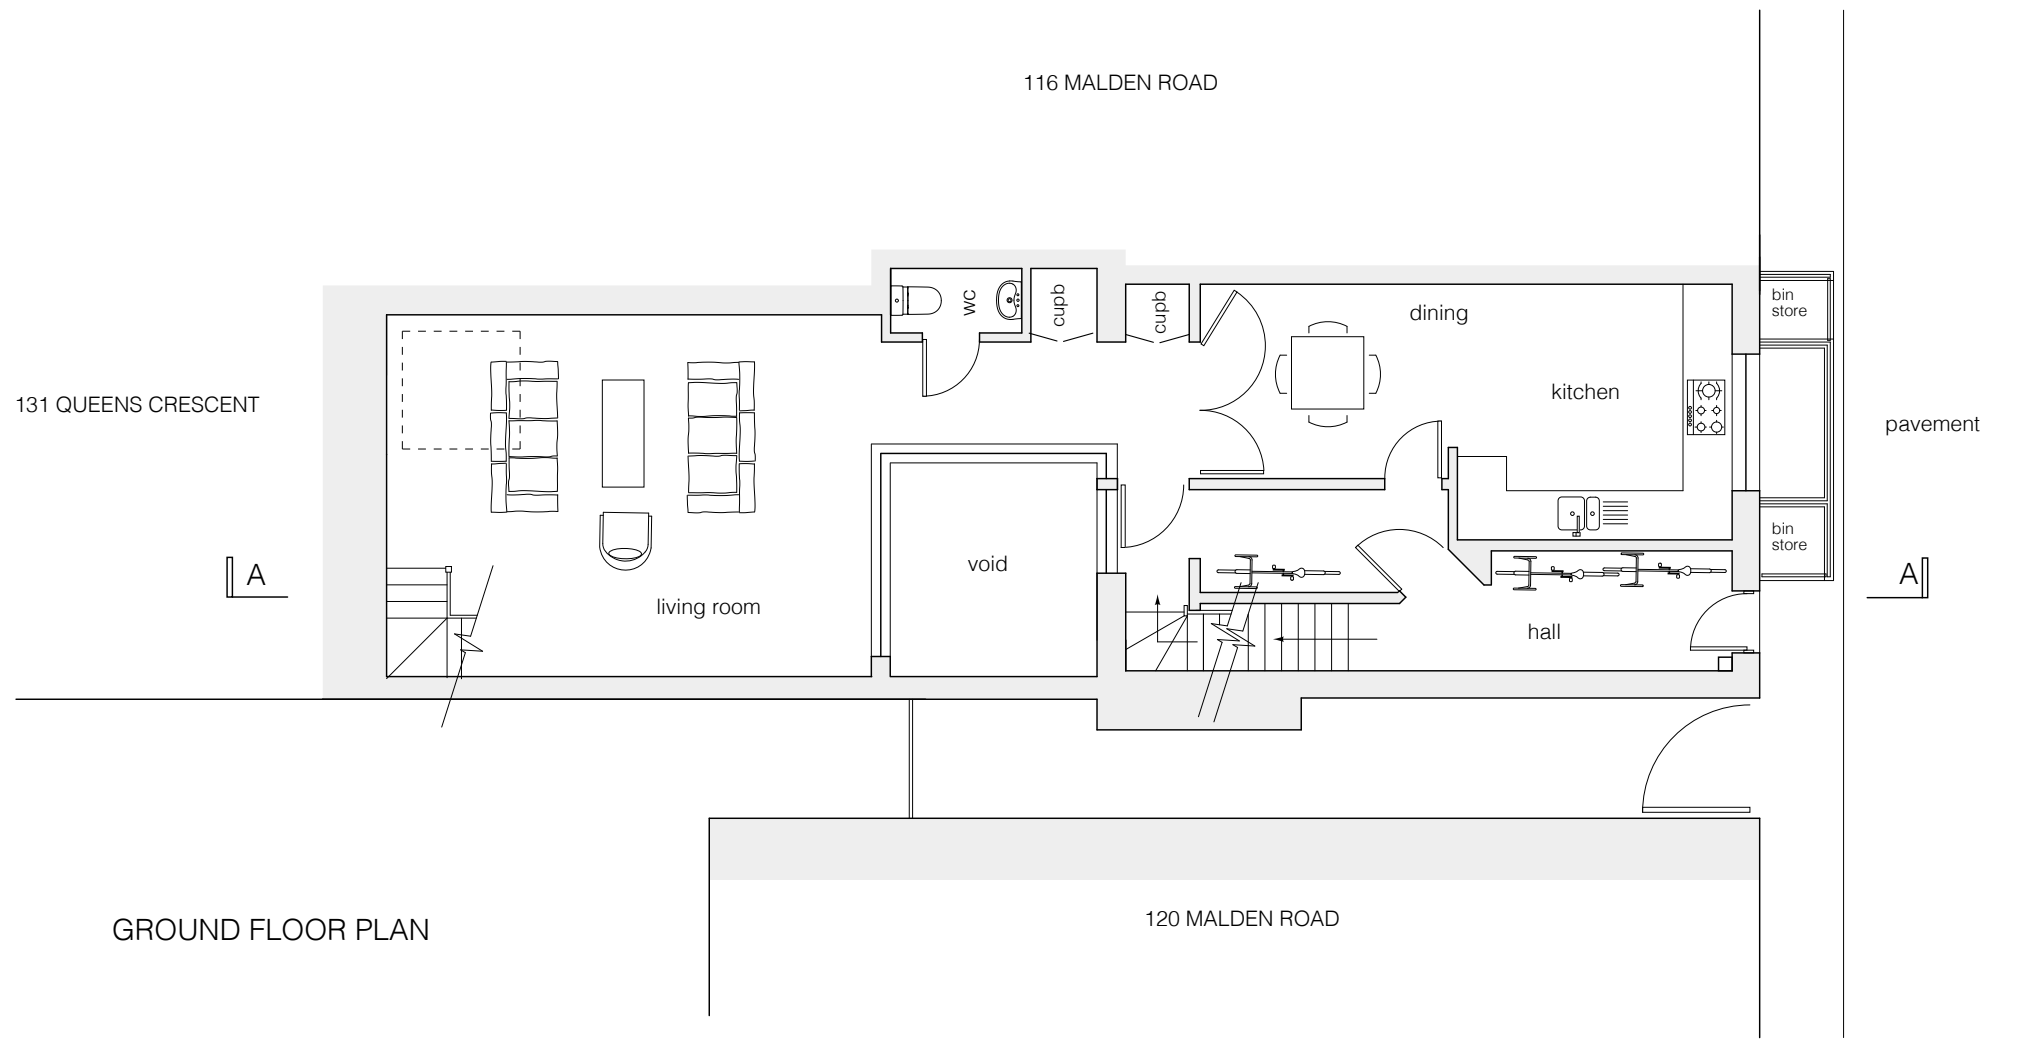 116 MALDEN ROAD
wc
cupb
cupb
dining
bin
store
kitchen
131 QUEENS CRESCENT
pavement
bin
store
A
void
A
living room
hall
GROUND FLOOR PLAN
120 MALDEN ROAD